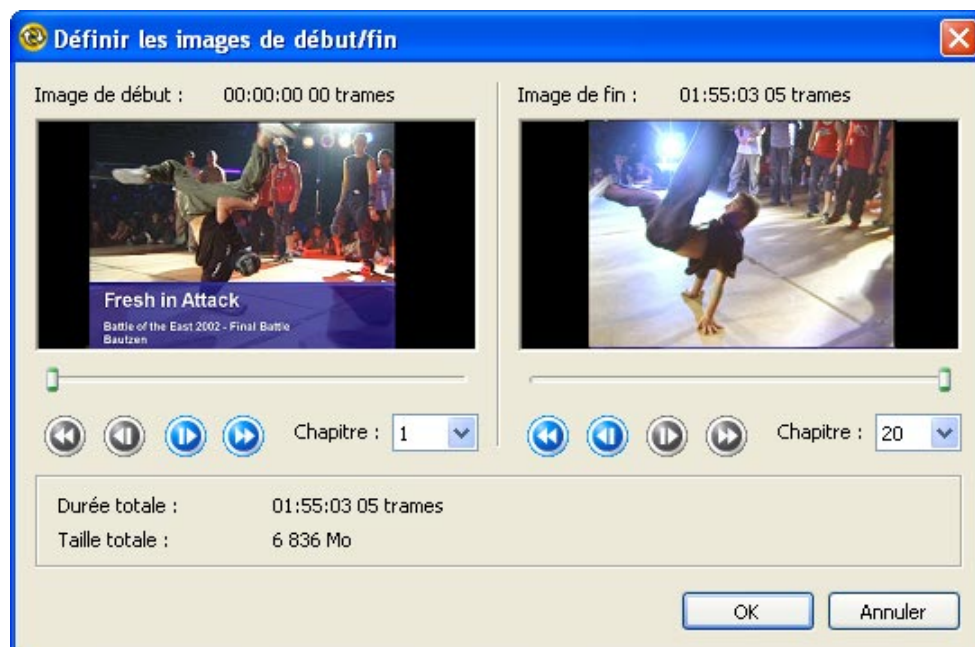 Définir les images de début/fin
Image de début : 00:00:00 00 trames
Image de fin : 01:55:03 05 trames
Fresh in Attack
Battle of the East 2002 - Final Battle
Bautzen
Chapitre : 1
Chapitre : 20
Durée totale : 01:55:03 05 trames
Taille totale : 6 836 Mo
OK
Annuler